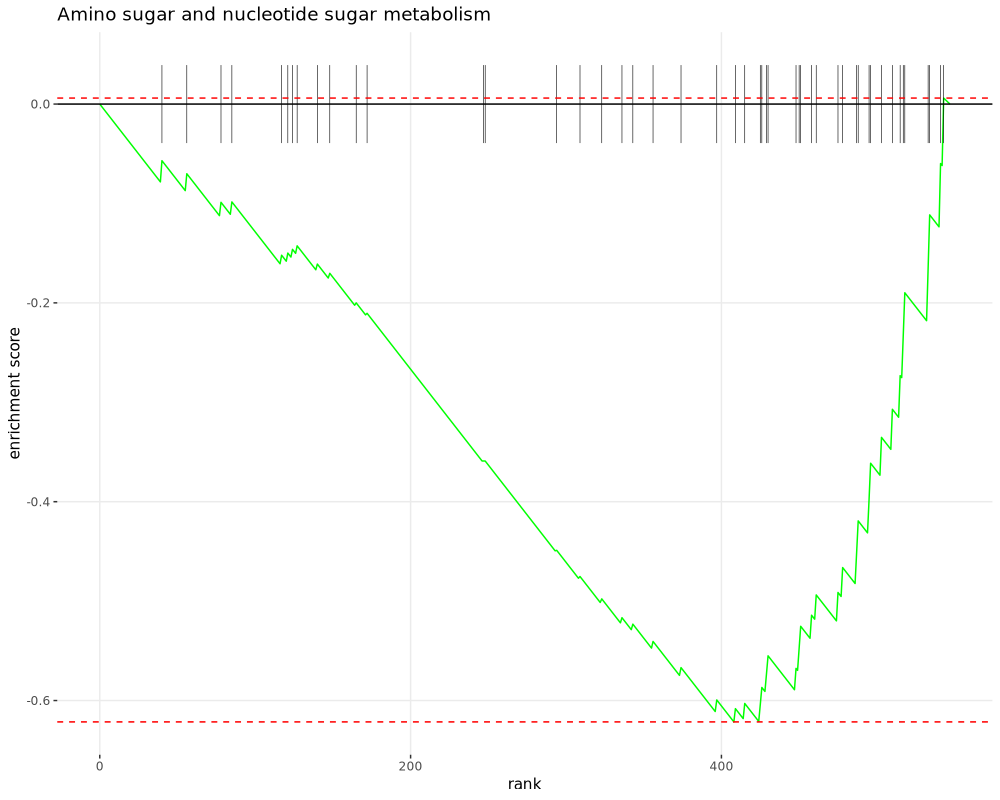 Amino sugar and nucleotide sugar metabolism
0.0
-0.2
-0.4
-0.6
enrichment score
0
200
400
rank